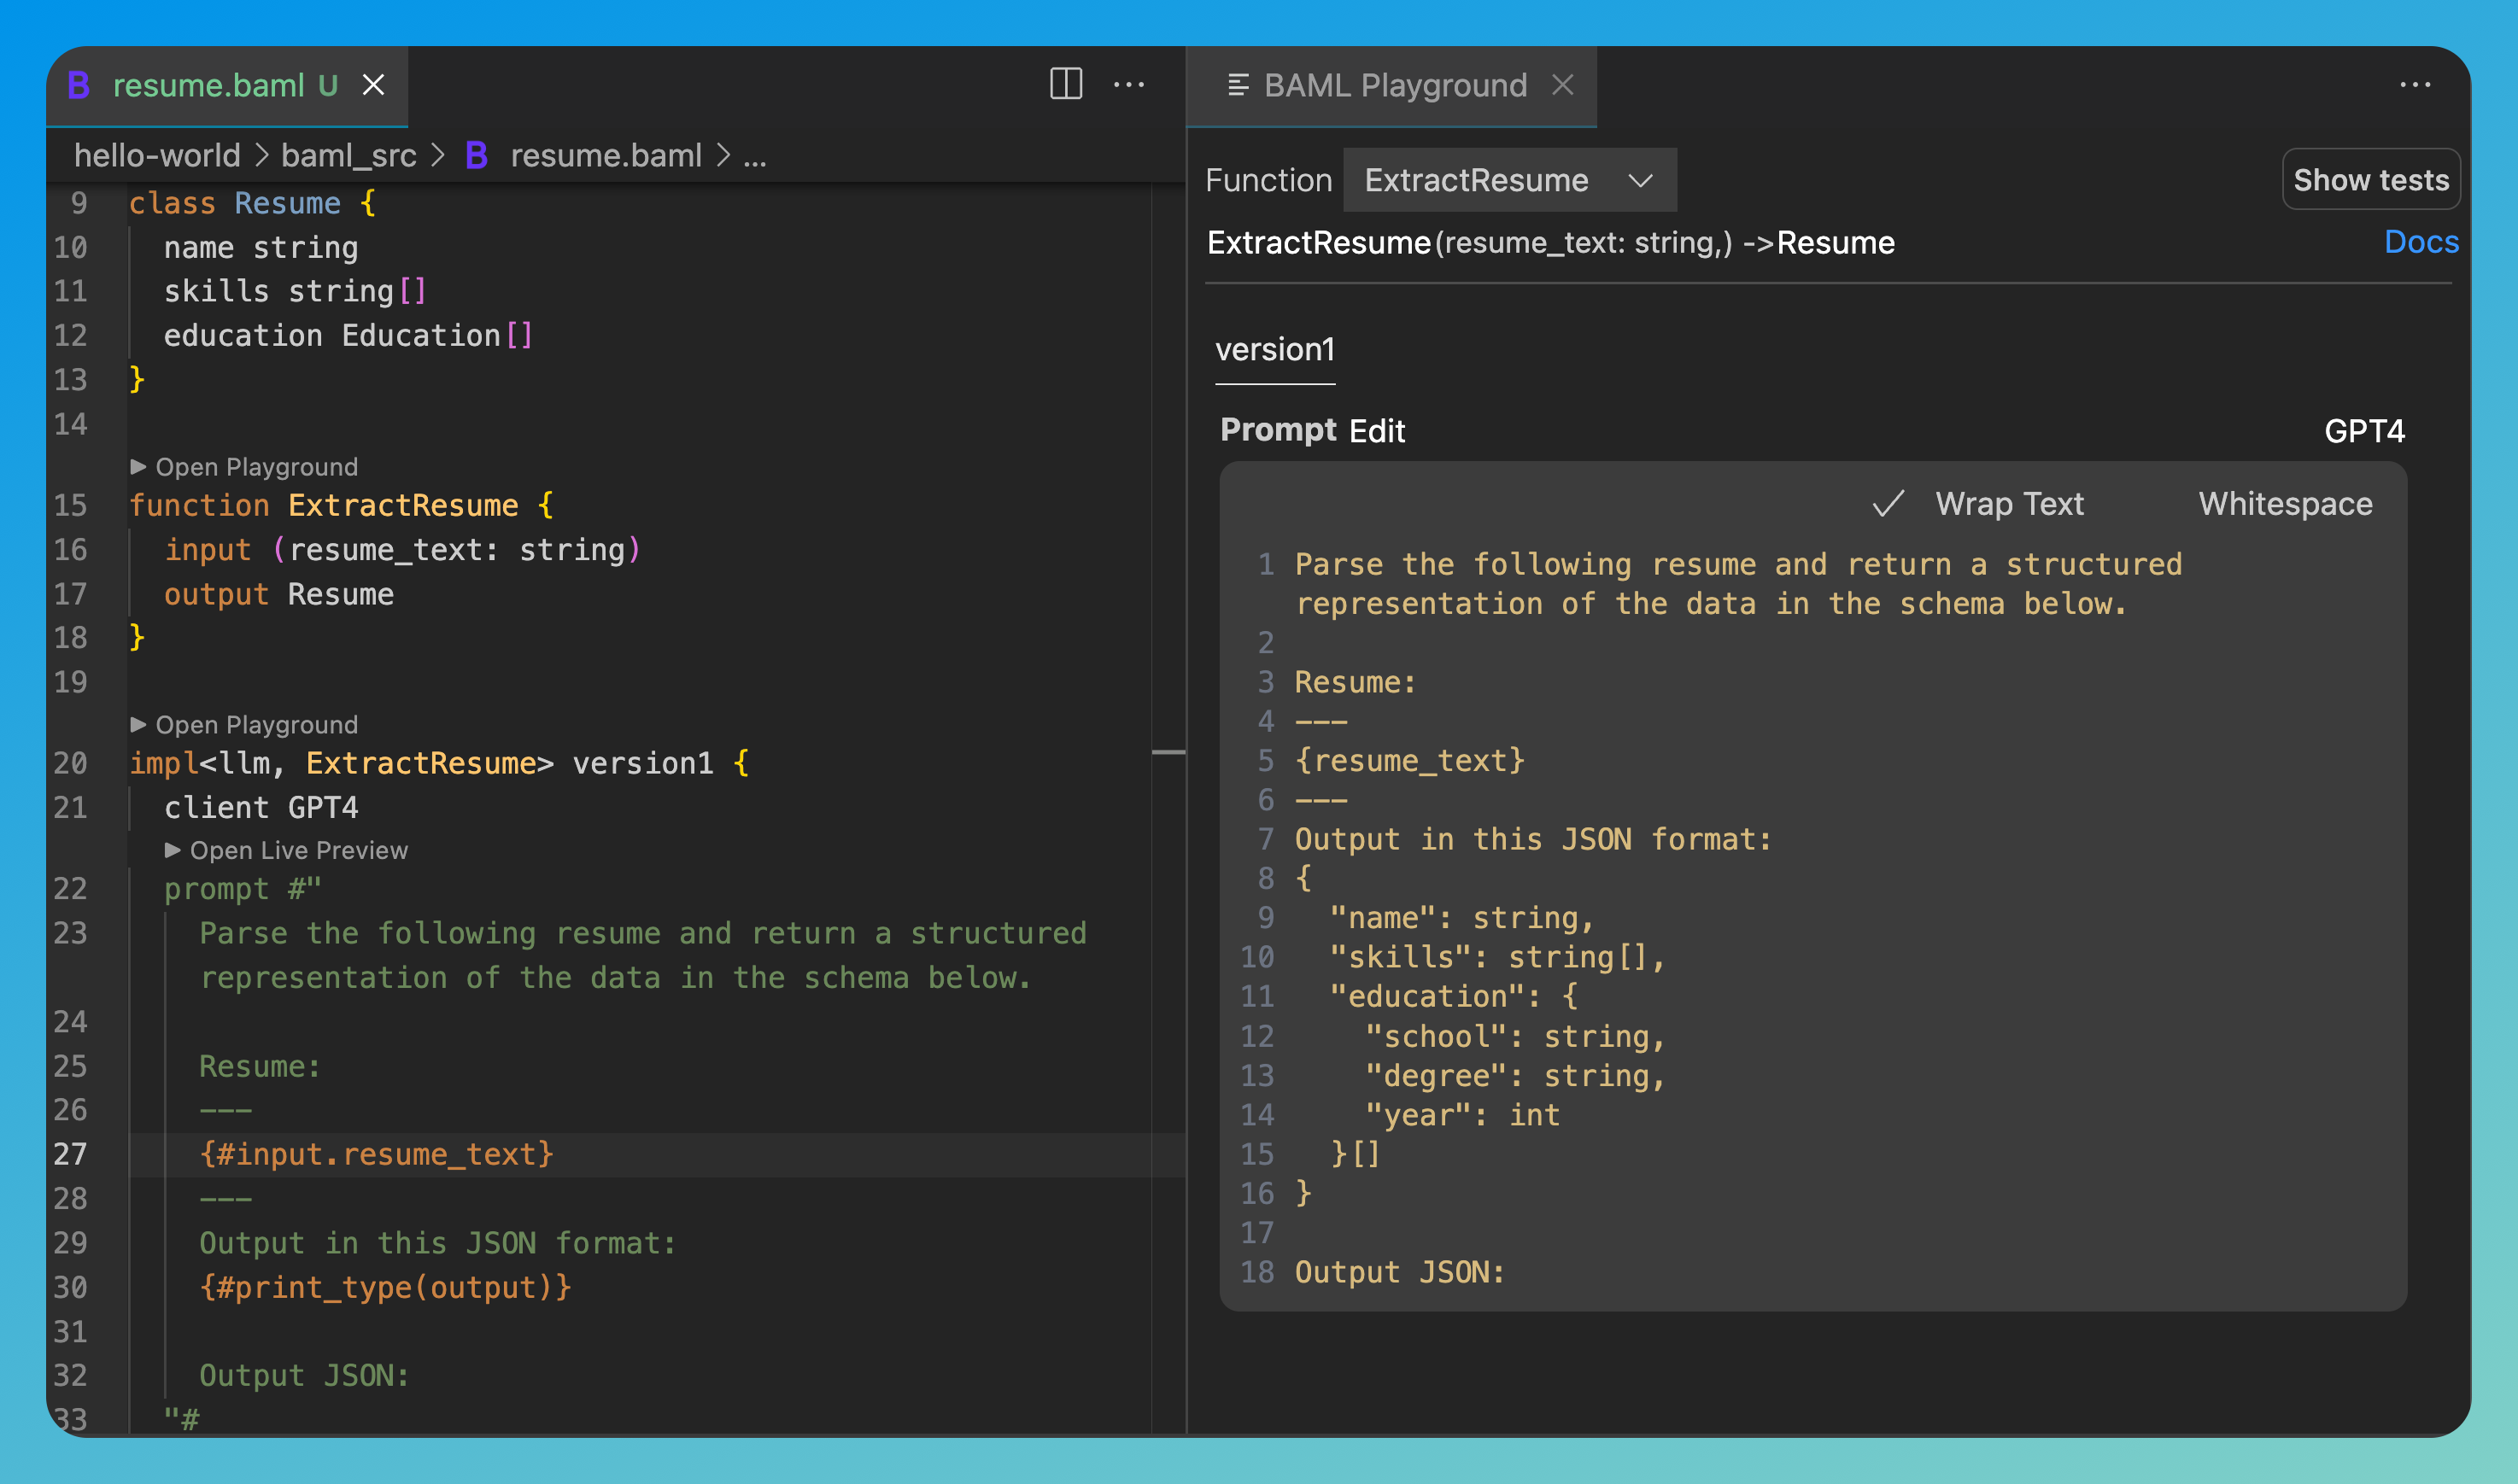 B resume.baml U
hello-world > baml_src > B resume.baml > ...
9 class Resume {
10 name string
11 skills string[]
12 education Education[]
13 }
14
Open Playground
15 function ExtractResume {
16 input (resume_text: string)
17 output Resume
18 }
19
Open Playground
20 impl<llm, ExtractResume> version1 {
21 client GPT4
Open Live Preview
22 prompt #"
23 Parse the following resume and return a structured
representation of the data in the schema below.
24
25 Resume:
26 ---
27 {#input.resume_text}
28 ---
29 Output in this JSON format:
30 {#print_type(output)}
31
32 Output JSON:
33 "#
BAML Playground
Function ExtractResume
Show tests
ExtractResume(resume_text: string,) ->Resume
Docs
version1
Prompt Edit
GPT4
Wrap Text Whitespace
1 Parse the following resume and return a structured
representation of the data in the schema below.
2
3 Resume:
4 ---
5 {resume_text}
6 ---
7 Output in this JSON format:
8 {
9 "name": string,
10 "skills": string[],
11 "education": {
12 "school": string,
13 "degree": string,
14 "year": int
15 }[]
16 }
17
18 Output JSON: